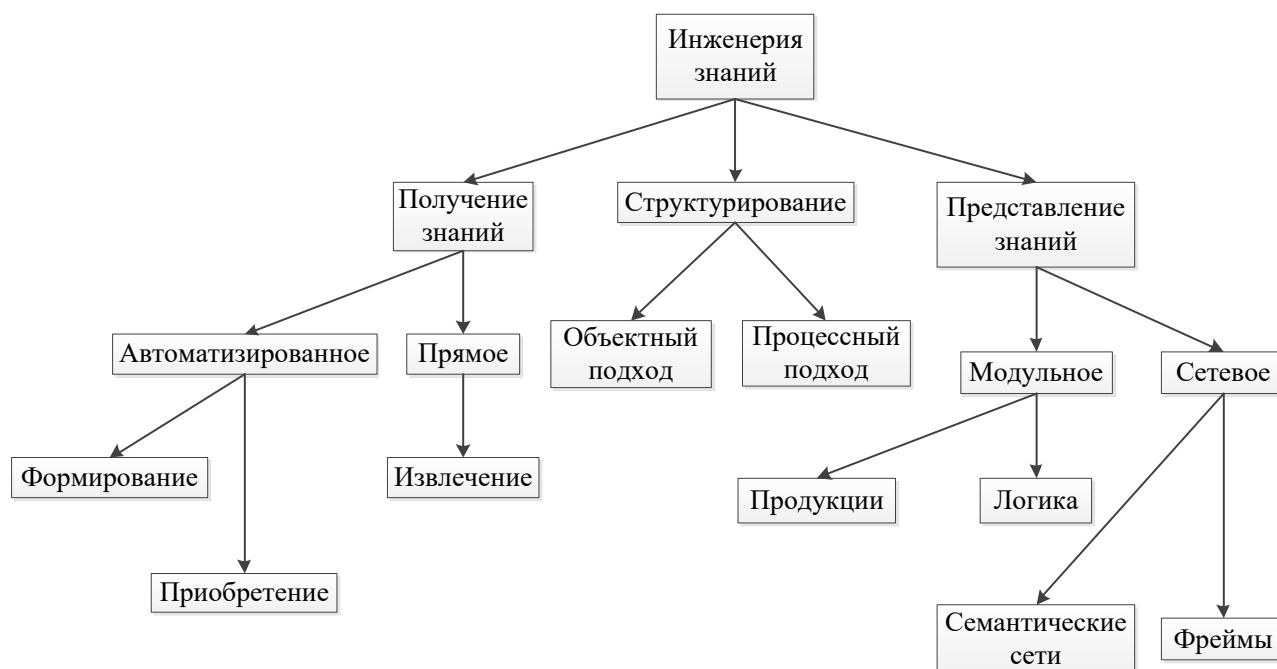 Инженерия
знаний
Получение
знаний
Структурирование
Представление
знаний
Автоматизированное
Прямое
Объектный
подход
Процессный
подход
Модульное
Сетевое
Формирование
Извлечение
Продукции
Логика
Приобретение
Семантические
сети
Фреймы